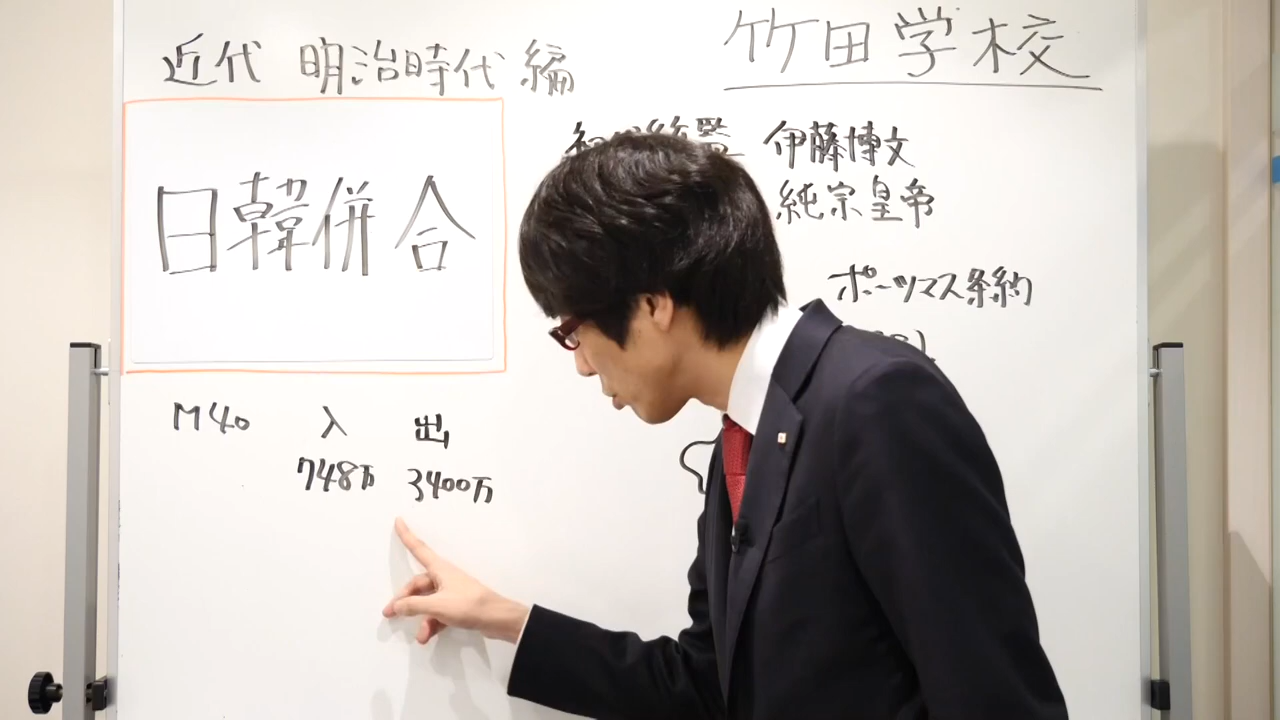 近代 明治時代 編
竹田学校
日韓併合
伊藤博文
純宗皇帝
ポーツマス条約
M40 入 出
748万 3400万